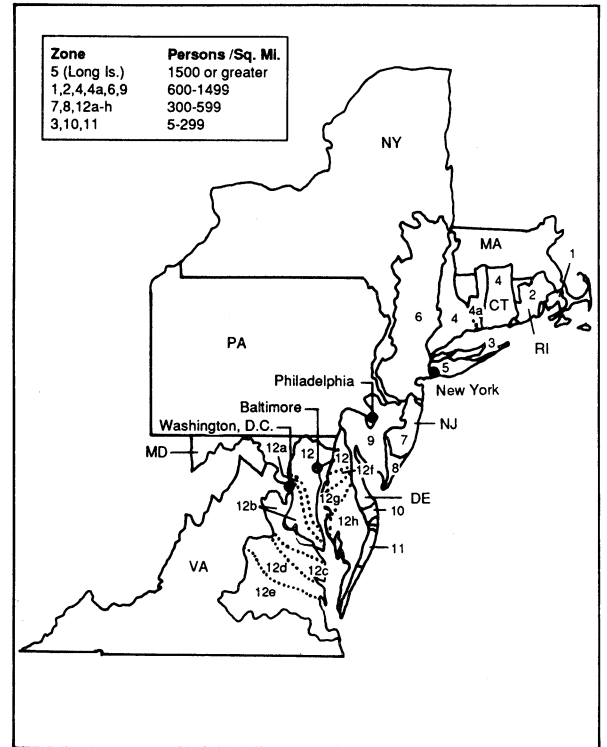 Zone Persons /Sq. Mi.
5 (Long Is.) 1500 or greater
1,2,4,4a,6,9 600-1499
7,8,12a-h 300-599
3,10,11 5-299
NY
MA
1
4
2
4a
CT
6
4
RI
3
PA
5
Philadelphia
New York
Baltimore
NJ
Washington, D.C.
9
7
MD
12a
12
12
12f
8
12g
DE
12b
10
12h
11
VA
12d
12c
12e